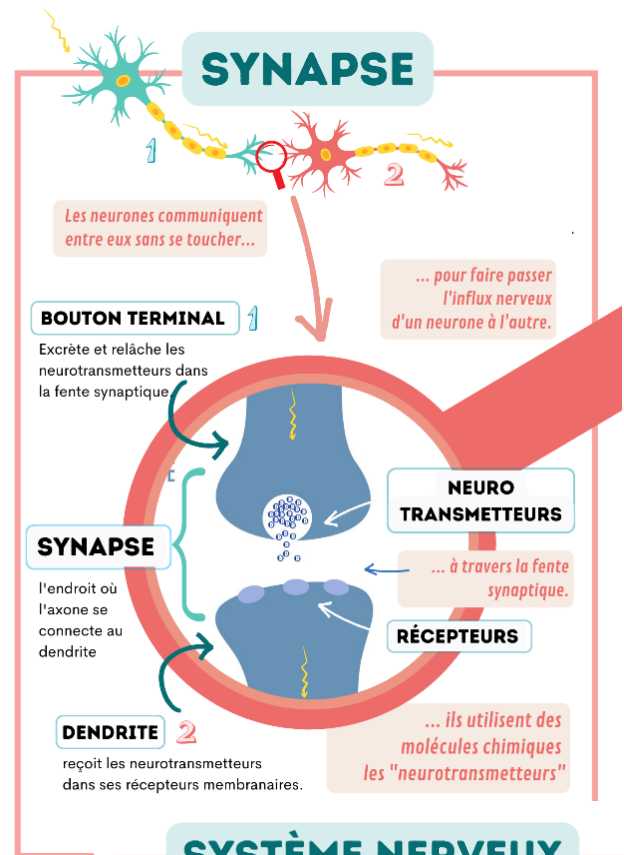 SYNAPSE
1
2
Les neurones communiquent
entre eux sans se toucher...
... pour faire passer
l'influx nerveux
d'un neurone à l'autre.
BOUTON TERMINAL 1
Excrète et relâche les
neurotransmetteurs dans
la fente synaptique.
NEURO
TRANSMETTEURS
SYNAPSE
l'endroit où
l'axone se
connecte au
dendrite
... à travers la fente
synaptique.
RÉCEPTEURS
DENDRITE 2
reçoit les neurotransmetteurs
dans ses récepteurs membranaires.
... ils utilisent des
molécules chimiques
les "neurotransmetteurs"
SYSTÈME NERVEUX